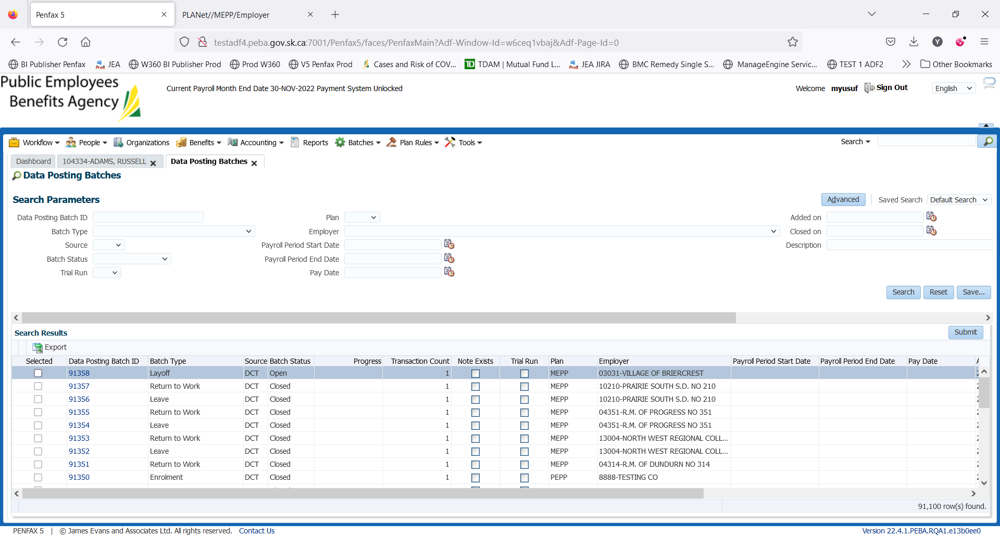 Penfax 5
PLANet//MEPP/Employer
testadf4.peba.gov.sk.ca:7001/Penfax5/faces/PenfaxMain?Adf-Window-Id=w6ceq1vbaj&Adf-Page-Id=0
Y
BI Publisher Penfax
Prod JEA
W360 BI Publisher Prod
Prod W360
V5 Penfax Prod
Cases and Risk of COV...
TD TDAM | Mutual Fund L...
Prod JEA JIRA
BMC Remedy Single S...
ManageEngine Servic...
TEST 1 ADF2
Other Bookmarks
Public Employees
Benefits Agency
Current Payroll Month End Date 30-NOV-2022 Payment System Unlocked
Welcome myusuf Sign Out English
Workflow People Organizations Benefits Accounting Reports Batches Plan Rules Tools Search
Dashboard 104334-ADAMS, RUSSELL Data Posting Batches
Data Posting Batches
Search Parameters Advanced Saved Search Default Search
Data Posting Batch ID Plan Added on
Batch Type Employer Closed on
Source Payroll Period Start Date Description
Batch Status Payroll Period End Date
Trial Run Pay Date
Search Reset Save...
Search Results Submit
Export
Selected Data Posting Batch ID Batch Type Source Batch Status Progress Transaction Count Note Exists Trial Run Plan Employer Payroll Period Start Date Payroll Period End Date Pay Date
91358 Layoff DCT Open 1 MEPP 03031-VILLAGE OF BRIERCREST
91357 Return to Work DCT Closed 1 MEPP 10210-PRAIRIE SOUTH S.D. NO 210
91356 Leave DCT Closed 1 MEPP 10210-PRAIRIE SOUTH S.D. NO 210
91355 Return to Work DCT Closed 1 MEPP 04351-R.M. OF PROGRESS NO 351
91354 Leave DCT Closed 1 MEPP 04351-R.M. OF PROGRESS NO 351
91353 Return to Work DCT Closed 1 MEPP 13004-NORTH WEST REGIONAL COLL...
91352 Leave DCT Closed 1 MEPP 13004-NORTH WEST REGIONAL COLL...
91351 Return to Work DCT Closed 1 MEPP 04314-R.M. OF DUNDURN NO 314
91350 Enrolment DCT Closed 1 PEPP 8888-TESTING CO
91,100 row(s) found.
PENFAX 5 | © James Evans and Associates Ltd. All rights reserved. Contact Us Version 22.4.1.PEBA.RQA1.e13b0ee0